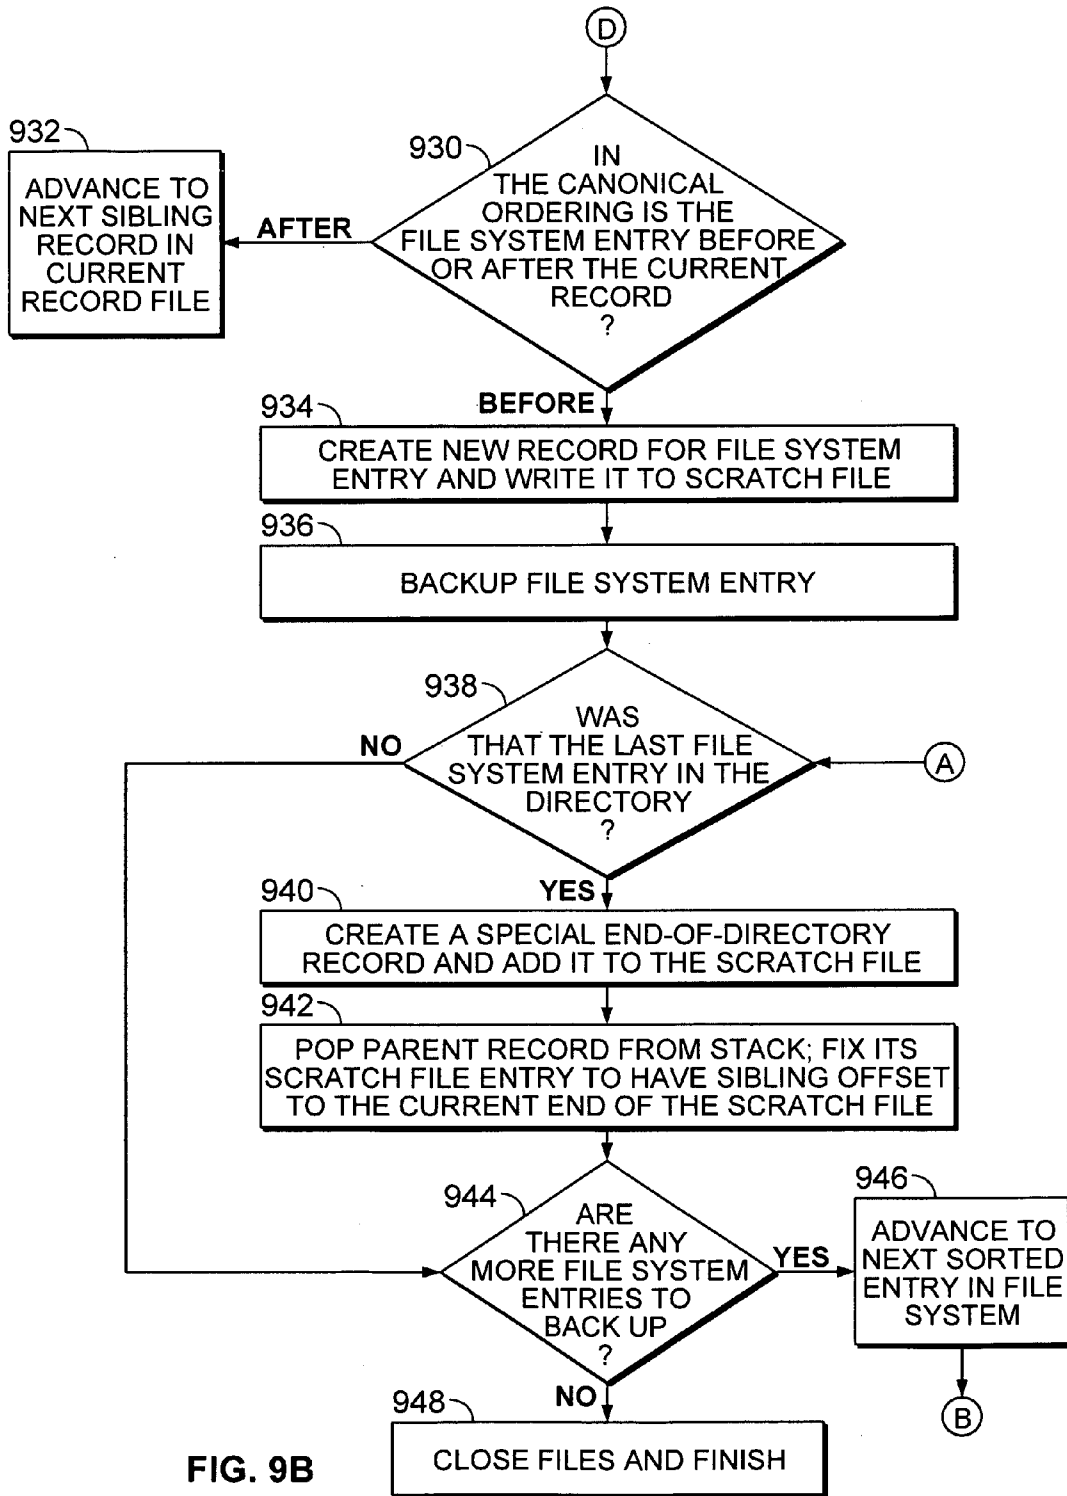 D
932
ADVANCE TO
NEXT SIBLING
RECORD IN
CURRENT
RECORD FILE
AFTER
930
IN
THE CANONICAL
ORDERING IS THE
FILE SYSTEM ENTRY BEFORE
OR AFTER THE CURRENT
RECORD
?
BEFORE
934
CREATE NEW RECORD FOR FILE SYSTEM
ENTRY AND WRITE IT TO SCRATCH FILE
936
BACKUP FILE SYSTEM ENTRY
938
WAS
THAT THE LAST FILE
SYSTEM ENTRY IN THE
DIRECTORY
?
NO
A
YES
940
CREATE A SPECIAL END-OF-DIRECTORY
RECORD AND ADD IT TO THE SCRATCH FILE
942
POP PARENT RECORD FROM STACK; FIX ITS
SCRATCH FILE ENTRY TO HAVE SIBLING OFFSET
TO THE CURRENT END OF THE SCRATCH FILE
944
ARE
THERE ANY
MORE FILE SYSTEM
ENTRIES TO
BACK UP
?
YES
946
ADVANCE TO
NEXT SORTED
ENTRY IN FILE
SYSTEM
B
NO
948
CLOSE FILES AND FINISH
FIG. 9B